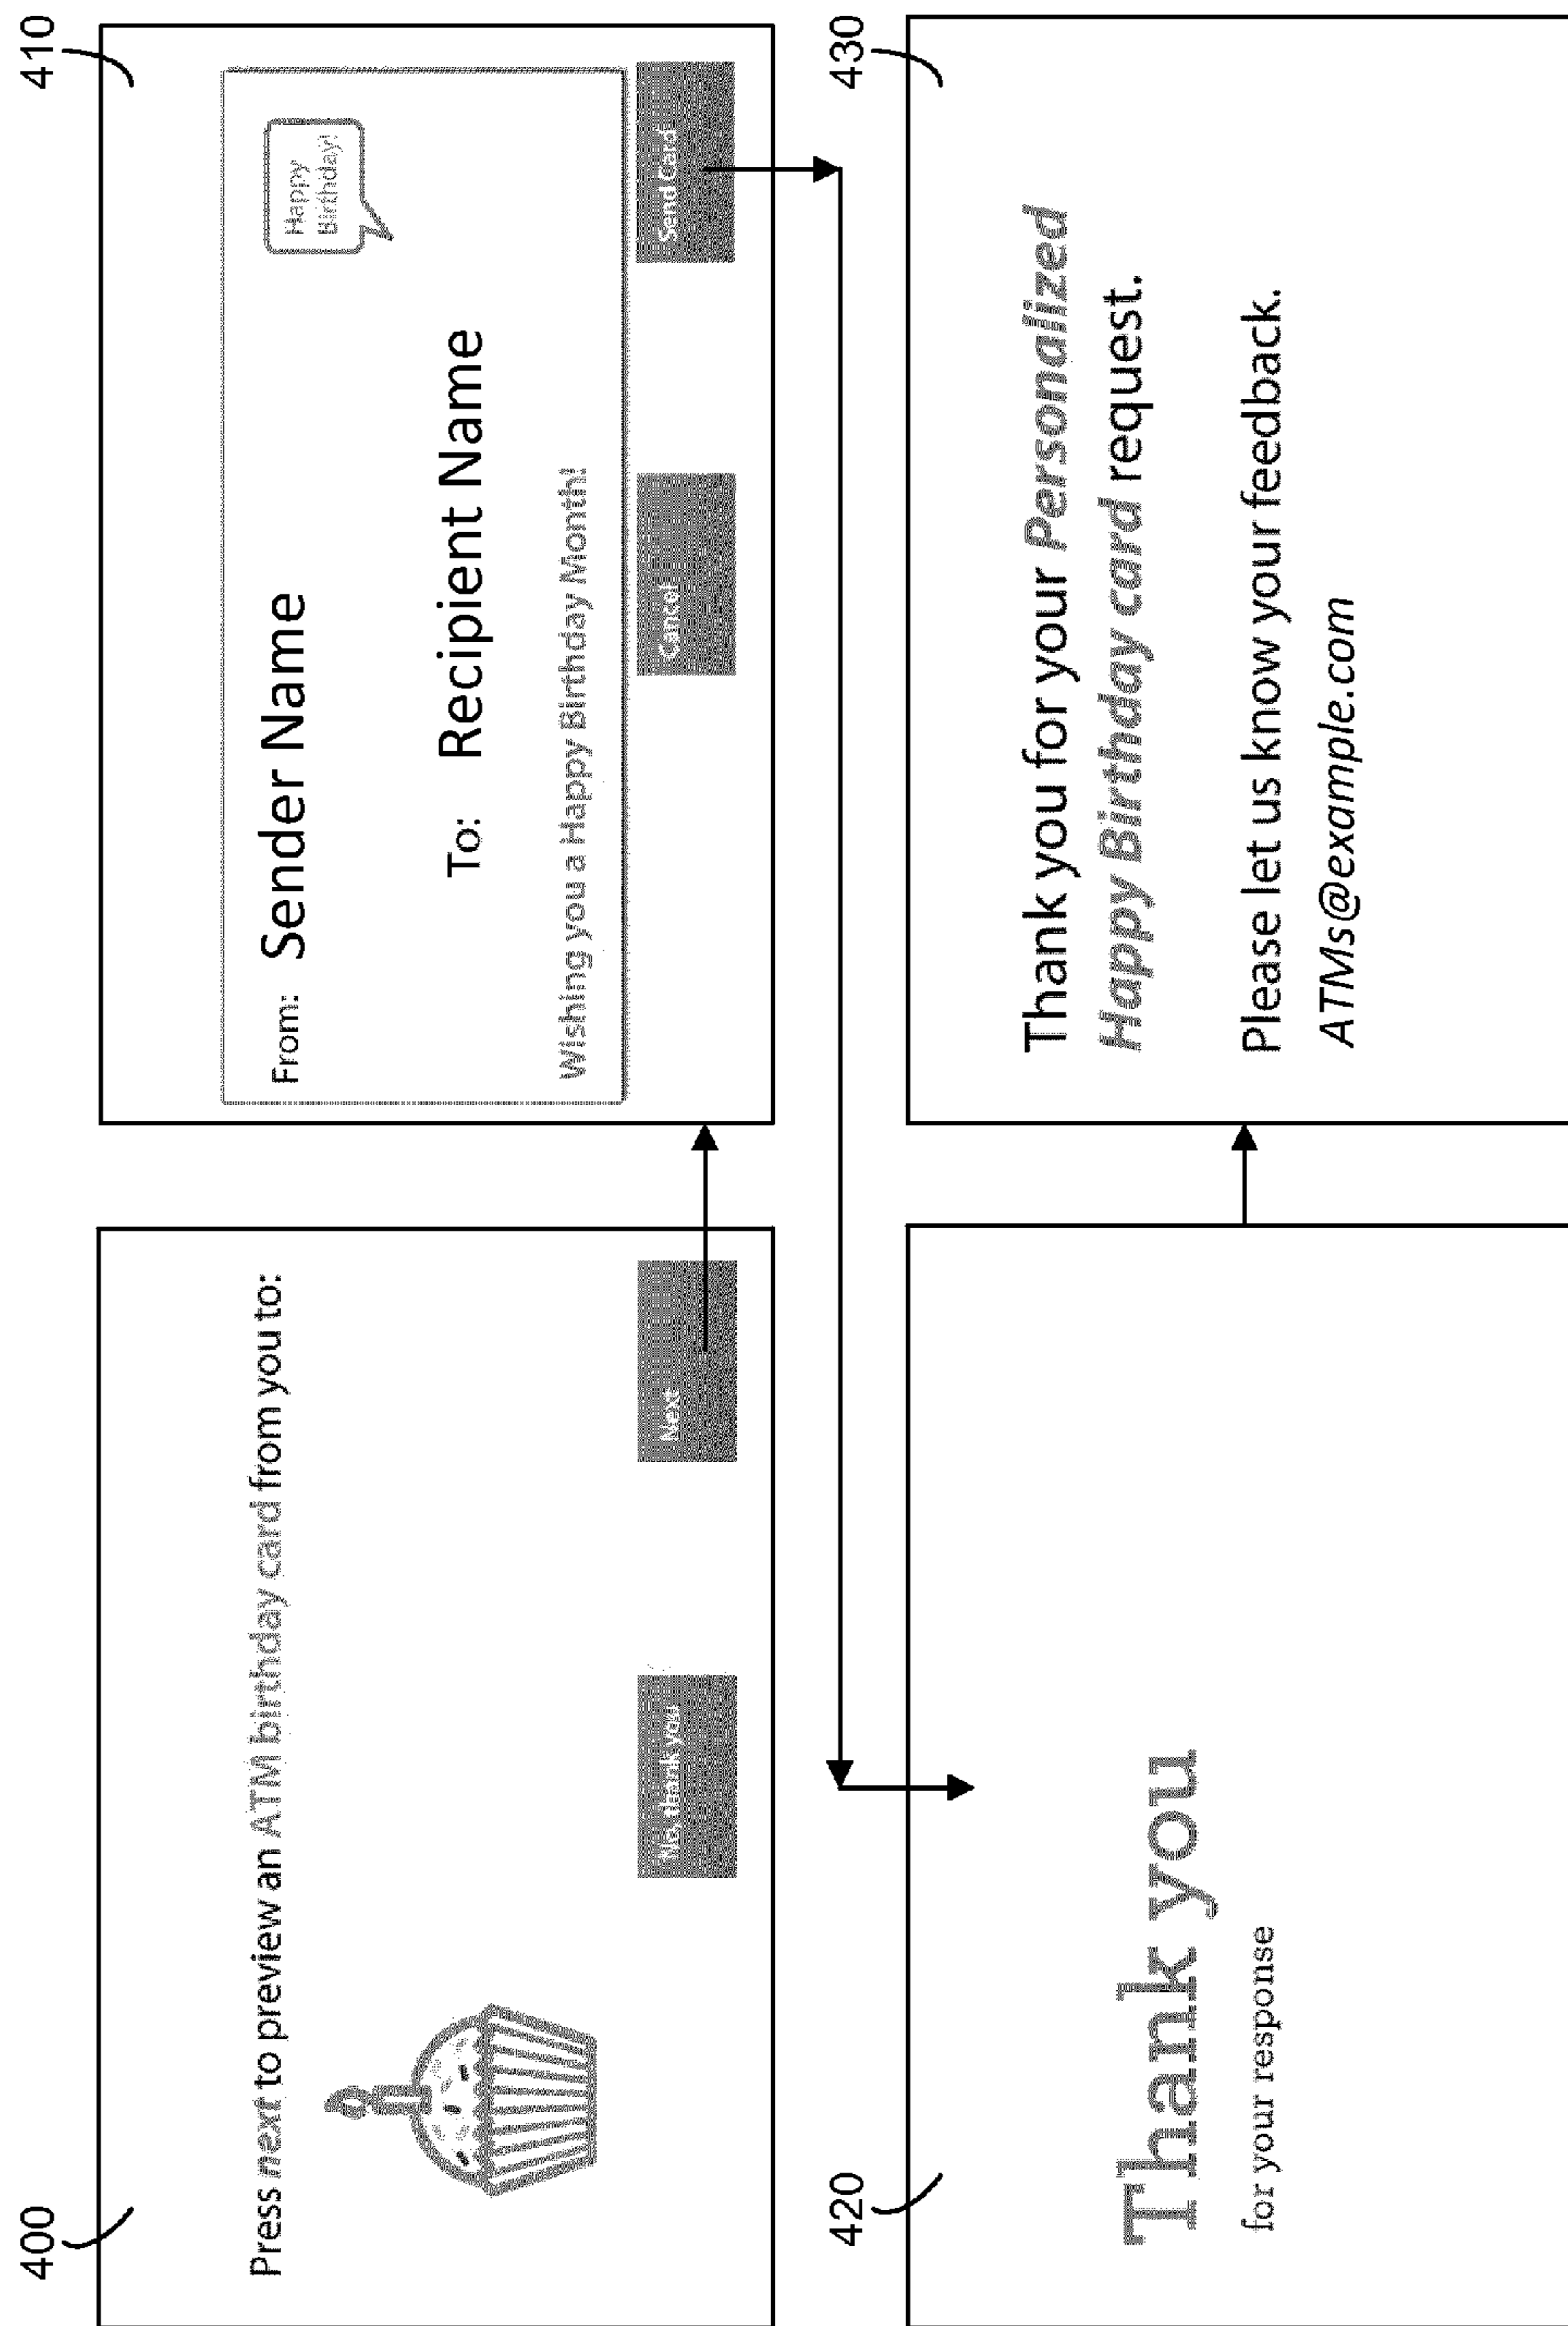 400
Press next to preview an ATM birthday card from you to:
No, thank you
Next
410
From: Sender Name
Happy
Birthday!
To: Recipient Name
Wishing you a Happy Birthday Month!
Cancel
Send Card
420
Thank you
for your response
430
Thank you for your Personalized
Happy Birthday card request.
Please let us know your feedback.
ATMs@example.com